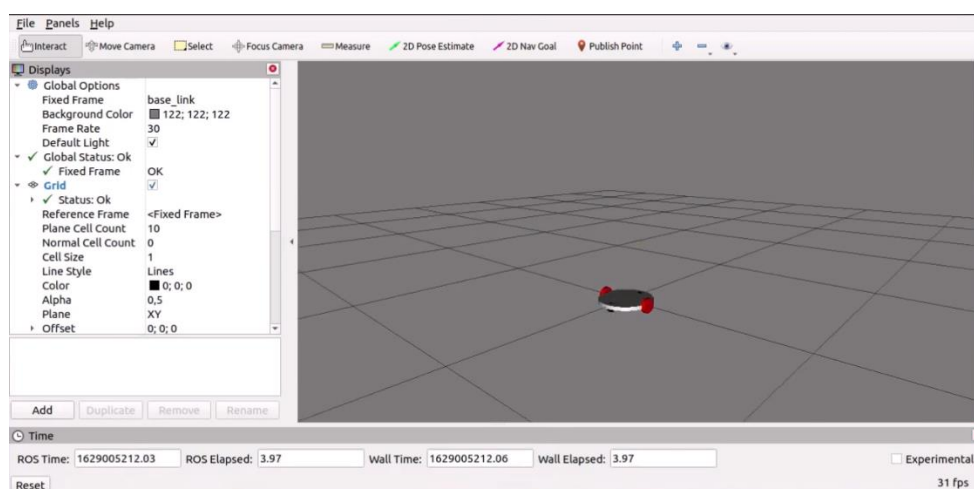 File Panels Help
Interact Move Camera Select Focus Camera Measure 2D Pose Estimate 2D Nav Goal Publish Point
Displays
Global Options
Fixed Frame base_link
Background Color 122; 122; 122
Frame Rate 30
Default Light
Global Status: Ok
Fixed Frame OK
Grid
Status: Ok
Reference Frame <Fixed Frame>
Plane Cell Count 10
Normal Cell Count 0
Cell Size 1
Line Style Lines
Color 0; 0; 0
Alpha 0,5
Plane XY
Offset 0; 0; 0
Add Duplicate Remove Rename
Time
ROS Time: 1629005212.03 ROS Elapsed: 3.97 Wall Time: 1629005212.06 Wall Elapsed: 3.97 Experimental
Reset 31 fps